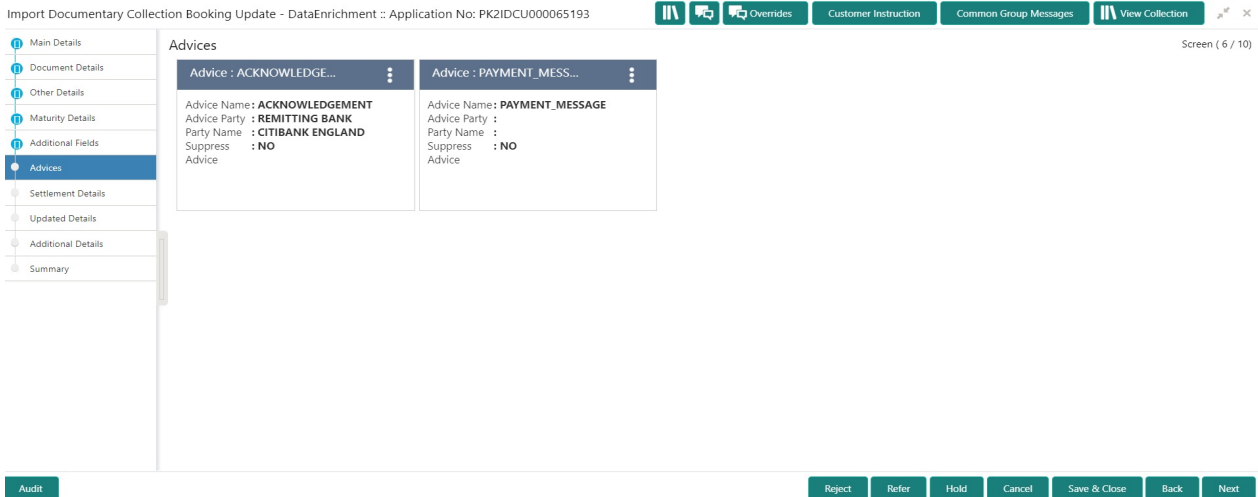 Import Documentary Collection Booking Update - DataEnrichment :: Application No: PK2IDCU000065193
Overrides
Customer Instruction
Common Group Messages
View Collection
Main Details
Document Details
Other Details
Maturity Details
Additional Fields
Advices
Settlement Details
Updated Details
Additional Details
Summary
Advices
Screen ( 6 / 10)
Advice : ACKNOWLEDGE...
Advice Name : ACKNOWLEDGEMENT
Advice Party : REMITTING BANK
Party Name : CITIBANK ENGLAND
Suppress : NO
Advice
Advice : PAYMENT_MESS...
Advice Name : PAYMENT_MESSAGE
Advice Party :
Party Name :
Suppress : NO
Advice
Audit
Reject
Refer
Hold
Cancel
Save & Close
Back
Next